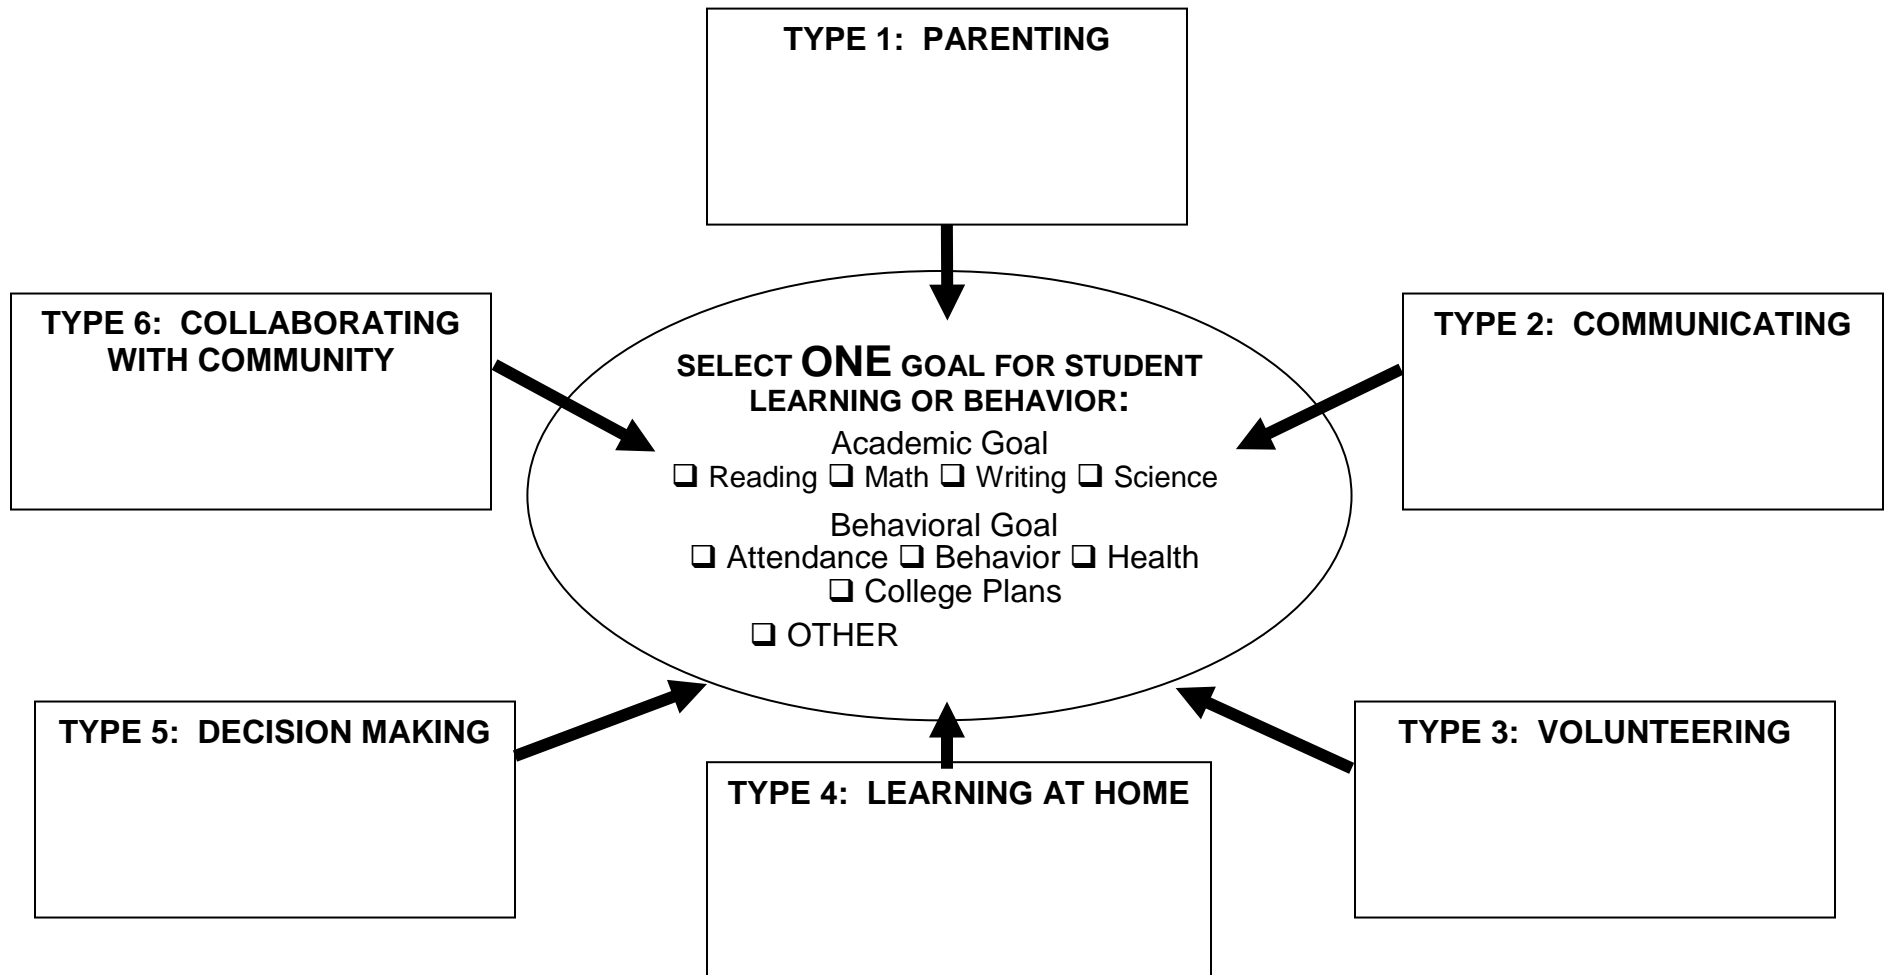 TYPE 1: PARENTING
TYPE 6: COLLABORATING
WITH COMMUNITY
TYPE 2: COMMUNICATING
SELECT ONE GOAL FOR STUDENT
LEARNING OR BEHAVIOR:
Academic Goal
❑ Reading ❑ Math ❑ Writing ❑ Science
Behavioral Goal
❑ Attendance ❑ Behavior ❑ Health
❑ College Plans
❑ OTHER
TYPE 5: DECISION MAKING
TYPE 4: LEARNING AT HOME
TYPE 3: VOLUNTEERING